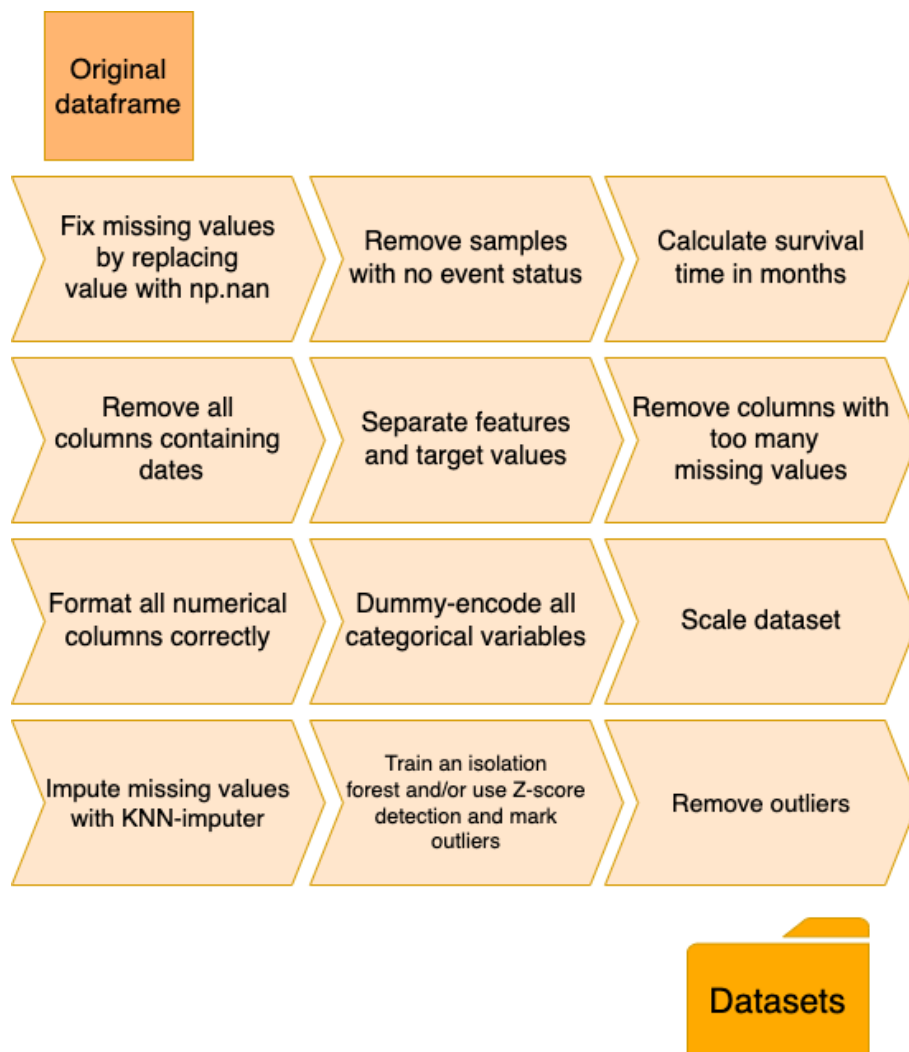 Original
dataframe
Fix missing values
by replacing
value with np.nan
Remove samples
with no event status
Calculate survival
time in months
Remove all
columns containing
dates
Separate features
and target values
Remove columns with
too many
missing values
Format all numerical
columns correctly
Dummy-encode all
categorical variables
Scale dataset
Impute missing values
with KNN-imputer
Train an isolation
forest and/or use Z-score
detection and mark
outliers
Remove outliers
Datasets